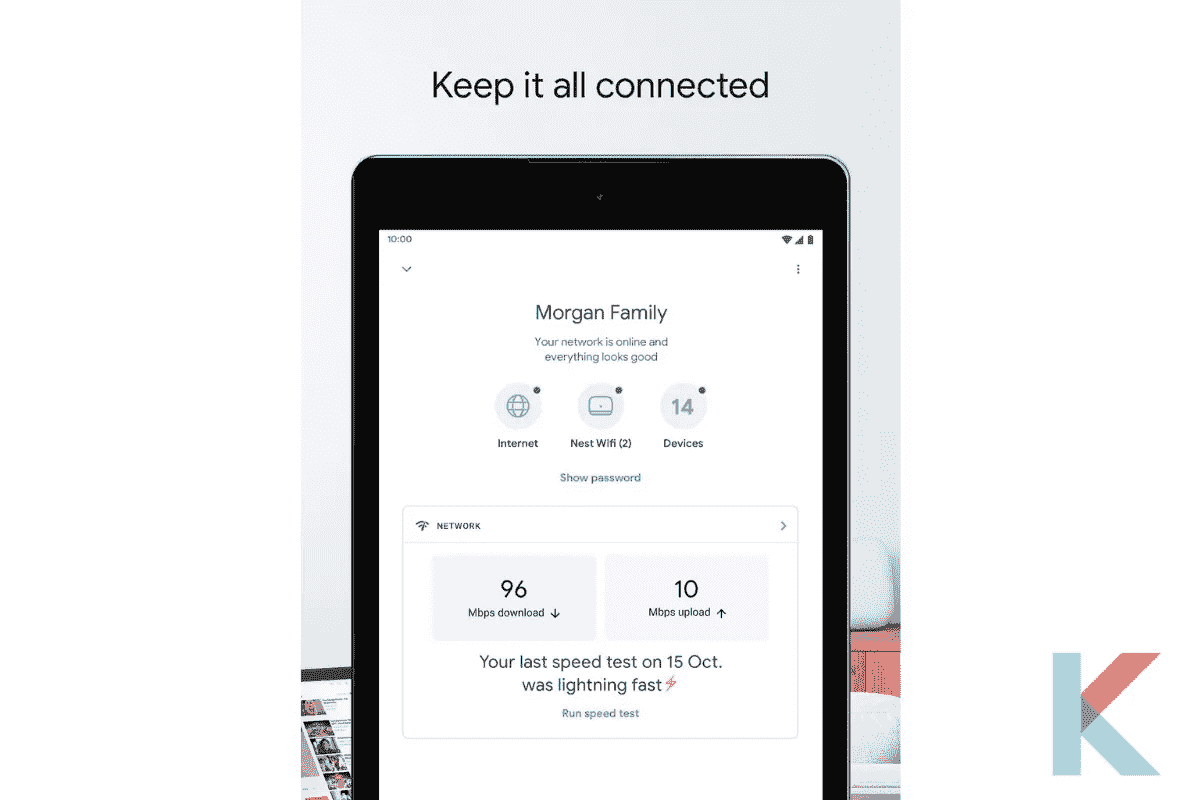 Keep it all connected
10:00
Morgan Family
Your network is online and
everything looks good
14
Internet
Nest Wifi (2)
Devices
Show password
NETWORK
96
10
Mbps download ↓
Mbps upload ↑
Your last speed test on 15 Oct.
was lightning fast⚡
Run speed test
K